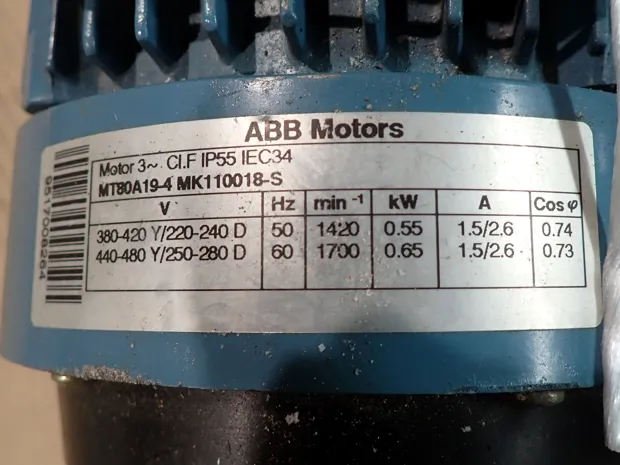 ABB Motors
Motor 3~ Cl.F IP55 IEC34
MT80A19-4 MK110018-S
V Hz min -1 kW A Cos φ
380-420 Y/220-240 D 50 1420 0.55 1.5/2.6 0.74
440-480 Y/250-280 D 60 1700 0.65 1.5/2.6 0.73
9517008264